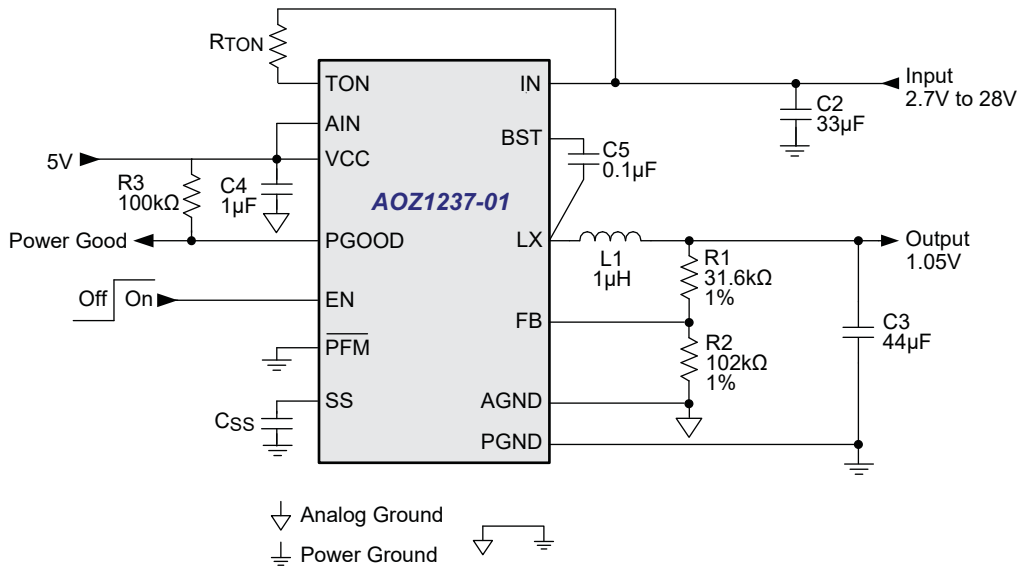 RTON
TON
IN
Input
2.7V to 28V
C2
33µF
AIN
BST
5V
VCC
C5
0.1µF
R3
100kΩ
C4
1µF
AOZ1237-01
Power Good
PGOOD
LX
L1
1µH
Output
1.05V
R1
31.6kΩ
1%
Off
On
EN
FB
C3
44µF
PFM
R2
102kΩ
1%
CSS
SS
AGND
PGND
Analog Ground
Power Ground